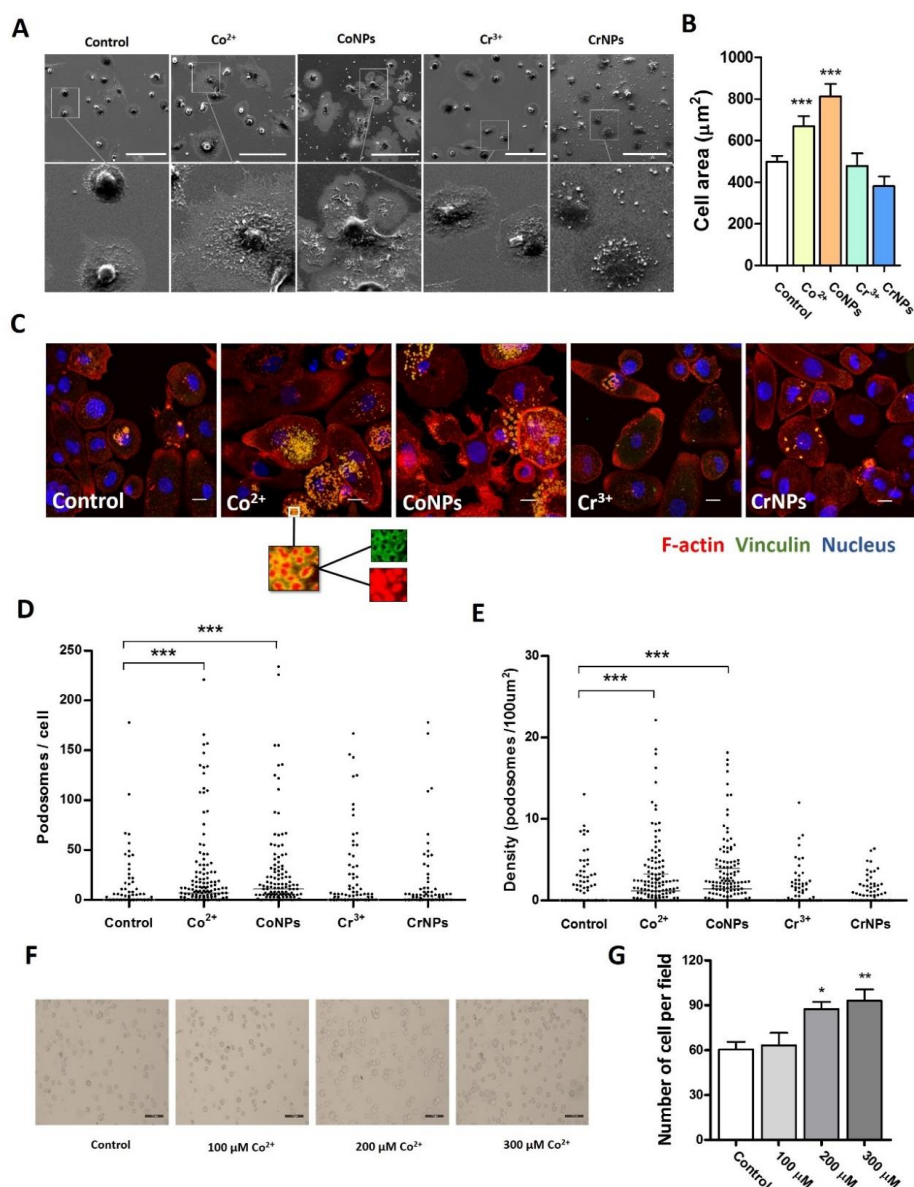 A
Control
Co²⁺
CoNPs
Cr³⁺
CrNPs
B
Cell area (μm²)
1000
800
600
400
200
0
***
***
Control
Co²⁺
CoNPs
Cr³⁺
CrNPs
C
Control
Co²⁺
CoNPs
Cr³⁺
CrNPs
F-actin Vinculin Nucleus
D
Podosomes / cell
250
200
150
100
50
0
***
***
Control
Co²⁺
CoNPs
Cr³⁺
CrNPs
E
Density (podosomes /100um²)
30
20
10
0
***
***
Control
Co²⁺
CoNPs
Cr³⁺
CrNPs
F
Control
100 μM Co²⁺
200 μM Co²⁺
300 μM Co²⁺
G
Number of cell per field
120
90
60
30
0
*
**
Control
100 μM
200 μM
300 μM